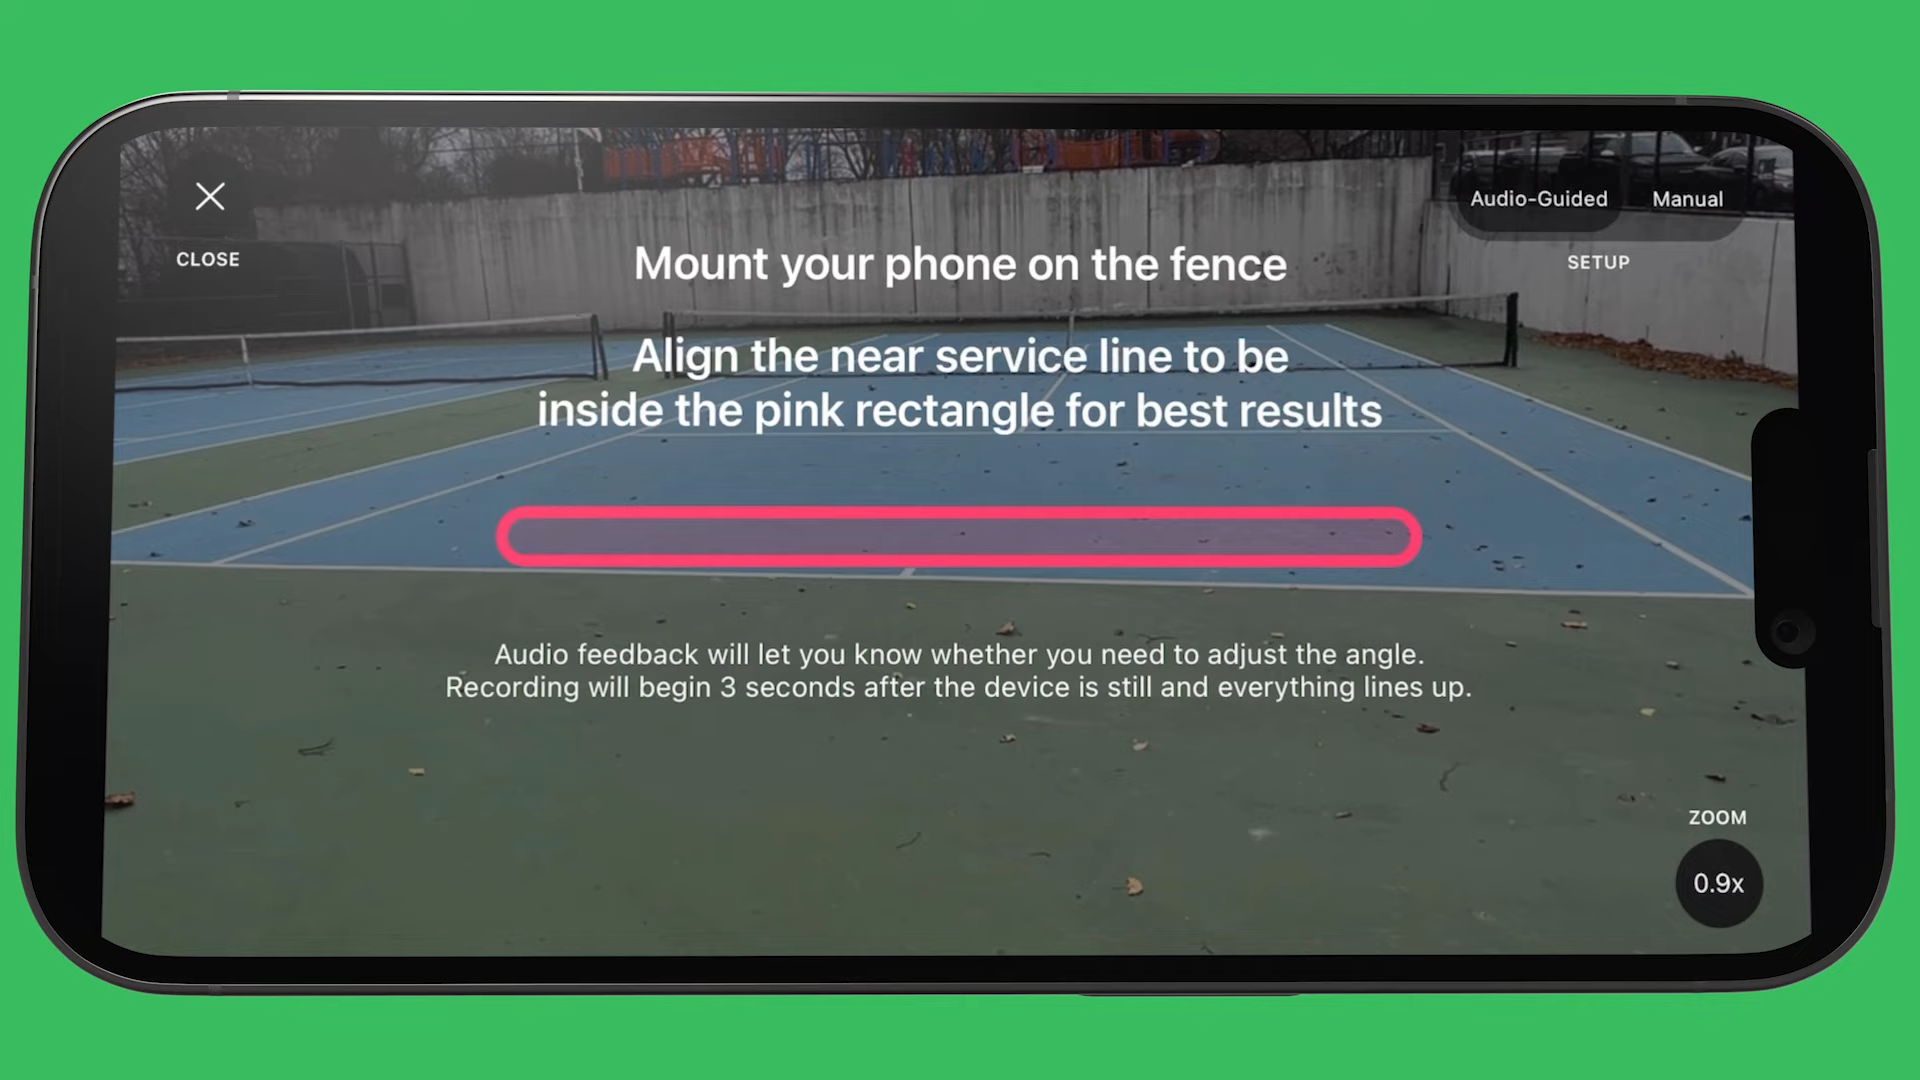 CLOSE
Audio-Guided Manual
SETUP
Mount your phone on the fence
Align the near service line to be
inside the pink rectangle for best results
Audio feedback will let you know whether you need to adjust the angle.
Recording will begin 3 seconds after the device is still and everything lines up.
ZOOM
0.9x